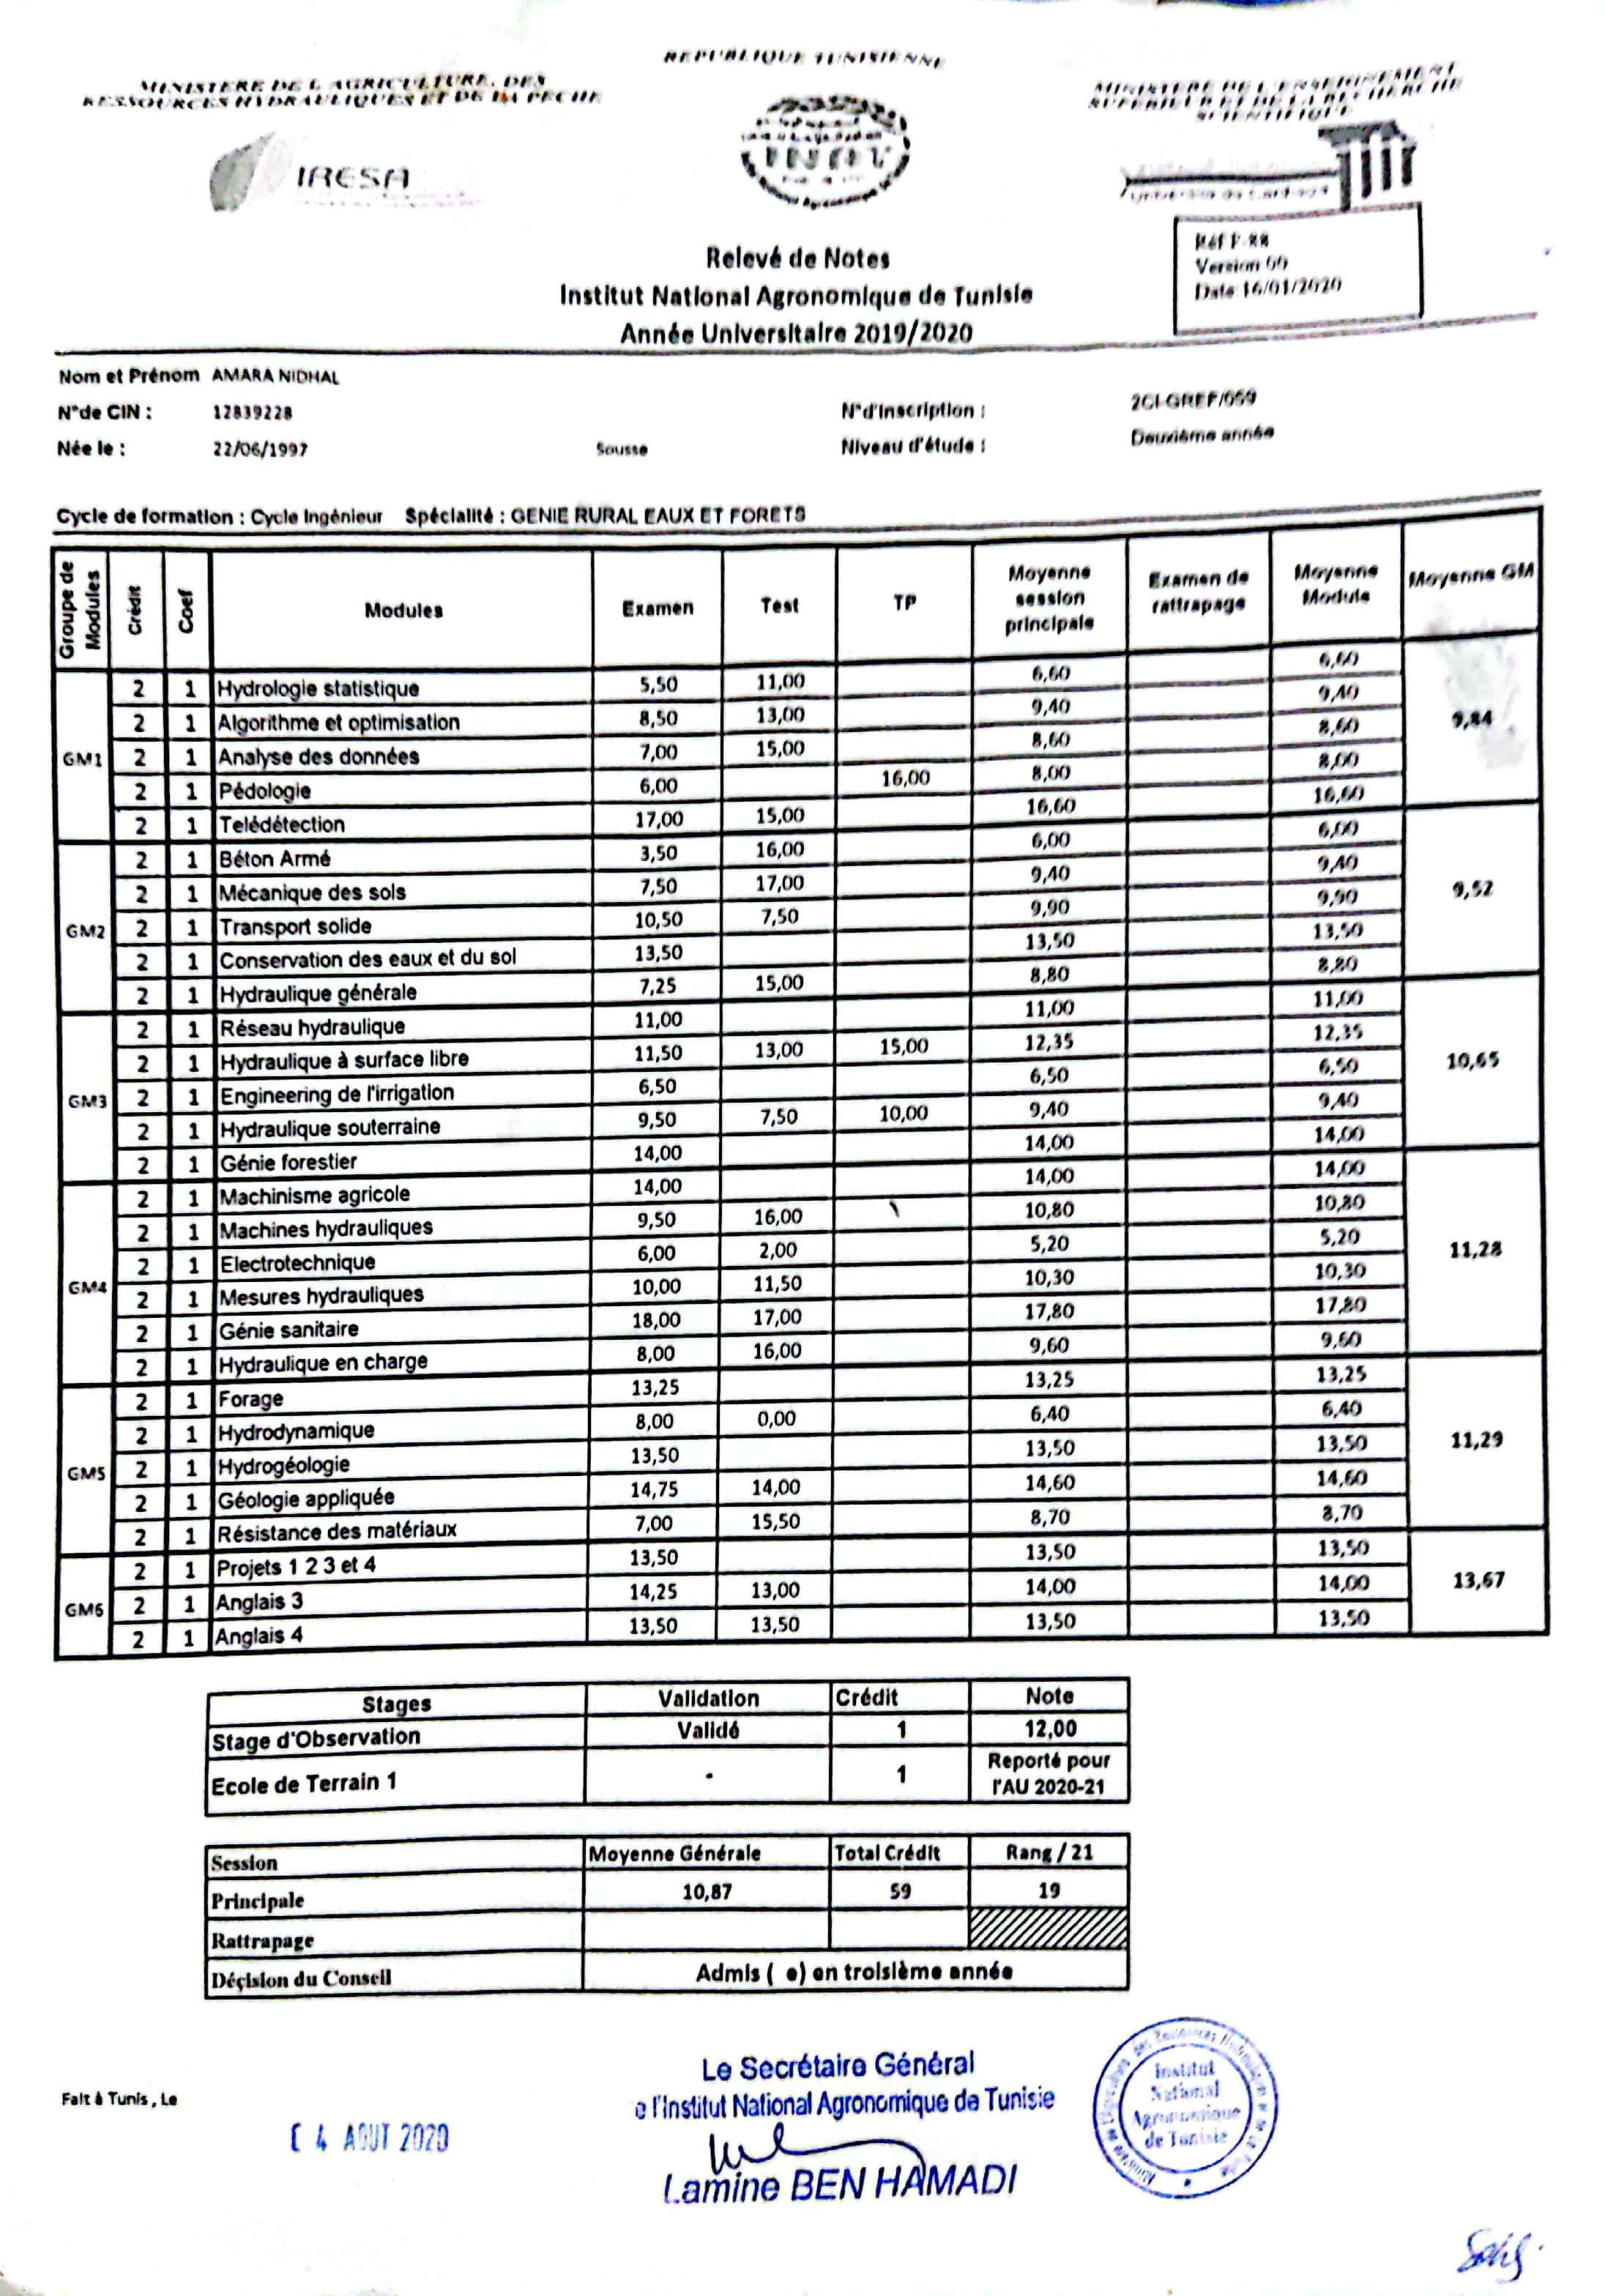 REPUBLIQUE TUNISIENNE
MINISTERE DE L AGRICULTURE, DES
RESSOURCES HYDRAULIQUES ET DE LA PECHE
MINISTERE DE L'ENSEIGNEMENT
SUPERIEUR ET DE LA RECHERCHE
SCIENTIFIQUE
IRESA
INAT
Réf F-88
Version 00
Date 16/01/2020
Relevé de Notes
Institut National Agronomique de Tunisie
Année Universitaire 2019/2020
Nom et Prénom AMARA NIDHAL
N°de CIN : 12839228 N°d'inscription : 2CI-GREF/059
Née le : 22/06/1997 Sousse Niveau d'étude : Deuxième année
Cycle de formation : Cycle Ingénieur Spécialité : GENIE RURAL EAUX ET FORETS
Groupe de Modules Crédit Coef Modules Examen Test TP Moyenne session principale Examen de rattrapage Moyenne Module Moyenne GM
GM1 9,84
2 1 Hydrologie statistique 5,50 11,00 6,60 6,60
2 1 Algorithme et optimisation 8,50 13,00 9,40 9,40
2 1 Analyse des données 7,00 15,00 8,60 8,60
2 1 Pédologie 6,00 16,00 8,00 8,00
2 1 Telédétection 17,00 15,00 16,60 16,60
GM2 9,52
2 1 Béton Armé 3,50 16,00 6,00 6,00
2 1 Mécanique des sols 7,50 17,00 9,40 9,40
2 1 Transport solide 10,50 7,50 9,90 9,90
2 1 Conservation des eaux et du sol 13,50 13,50 13,50
2 1 Hydraulique générale 7,25 15,00 8,80 8,80
GM3 10,65
2 1 Réseau hydraulique 11,00 11,00 11,00
2 1 Hydraulique à surface libre 11,50 13,00 15,00 12,35 12,35
2 1 Engineering de l'irrigation 6,50 6,50 6,50
2 1 Hydraulique souterraine 9,50 7,50 10,00 9,40 9,40
2 1 Génie forestier 14,00 14,00 14,00
GM4 11,28
2 1 Machinisme agricole 14,00 14,00 14,00
2 1 Machines hydrauliques 9,50 16,00 10,80 10,80
2 1 Electrotechnique 6,00 2,00 5,20 5,20
2 1 Mesures hydrauliques 10,00 11,50 10,30 10,30
2 1 Génie sanitaire 18,00 17,00 17,80 17,80
2 1 Hydraulique en charge 8,00 16,00 9,60 9,60
GM5 11,29
2 1 Forage 13,25 13,25 13,25
2 1 Hydrodynamique 8,00 0,00 6,40 6,40
2 1 Hydrogéologie 13,50 13,50 13,50
2 1 Géologie appliquée 14,75 14,00 14,60 14,60
2 1 Résistance des matériaux 7,00 15,50 8,70 8,70
GM6 13,67
2 1 Projets 1 2 3 et 4 13,50 13,50 13,50
2 1 Anglais 3 14,25 13,00 14,00 14,00
2 1 Anglais 4 13,50 13,50 13,50 13,50
Stages Validation Crédit Note
Stage d'Observation Validé 1 12,00
Ecole de Terrain 1 - 1 Reporté pour l'AU 2020-21
Session Moyenne Générale Total Crédit Rang / 21
Principale 10,87 59 19
Rattrapage
Décision du Conseil Admis ( e) en troisième année
Le Secrétaire Général
e l'Institut National Agronomique de Tunisie
Lamine BEN HAMADI
Fait à Tunis , Le
4 AOUT 2020
Institut
National
Agronomique
de Tunisie